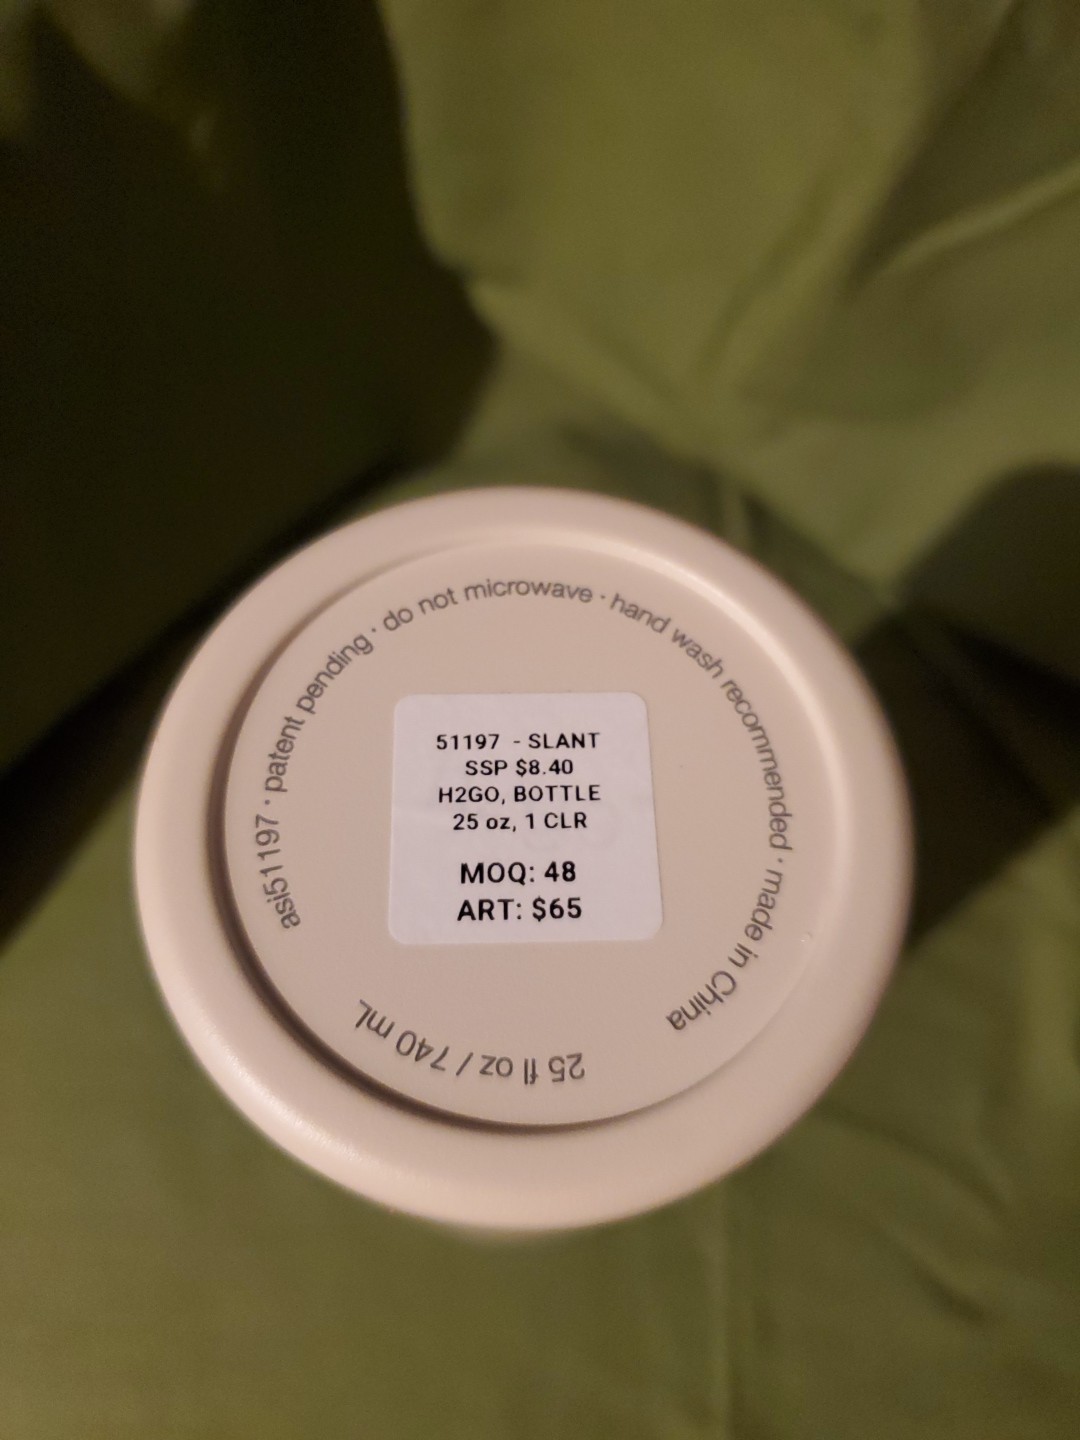 asi51197 · patent pending · do not microwave · hand wash recommended · made in China
51197 - SLANT
SSP $8.40
H2GO, BOTTLE
25 oz, 1 CLR
MOQ: 48
ART: $65
25 fl oz / 740 mL